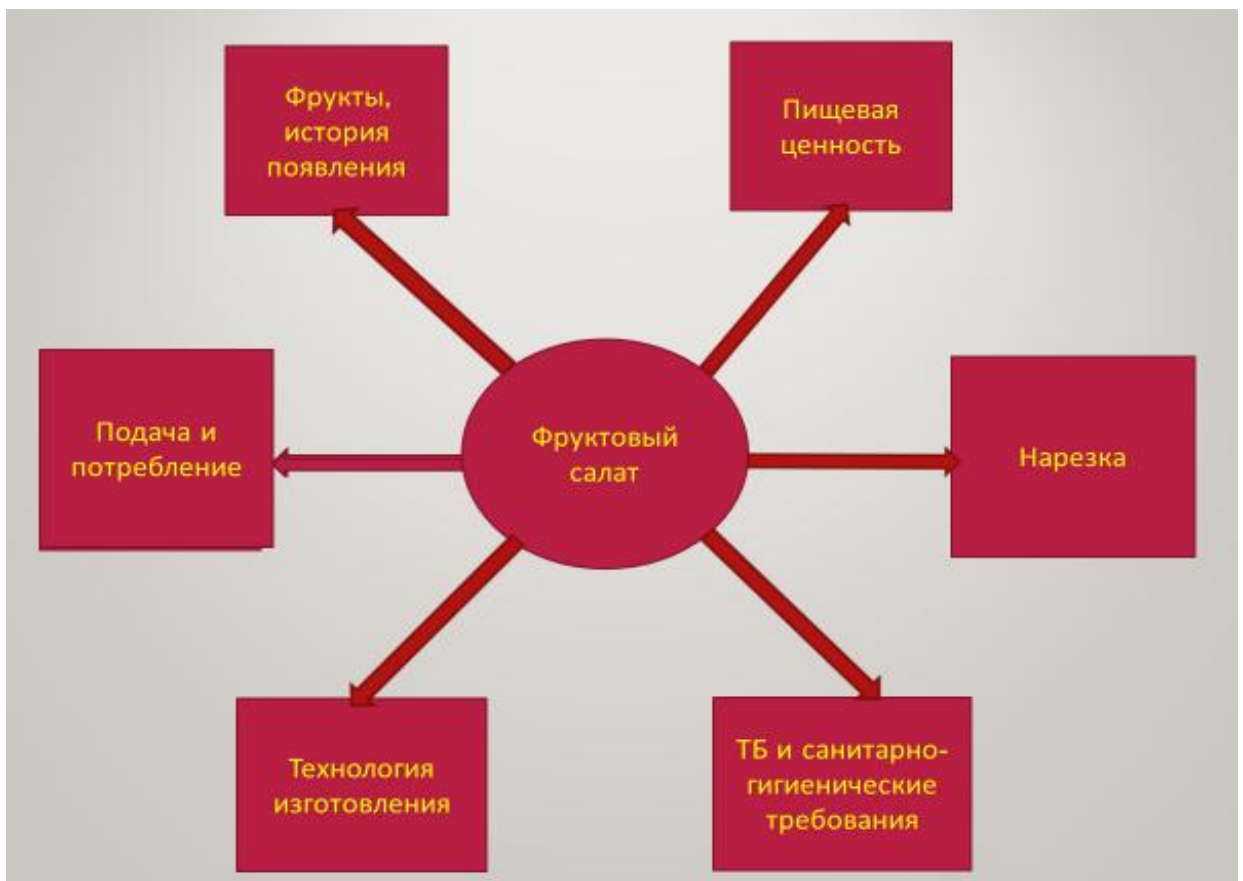 Фрукты,
история
появления
Пищевая
ценность
Подача и
потребление
Фруктовый
салат
Нарезка
Технология
изготовления
ТБ и санитарно-
гигиенические
требования